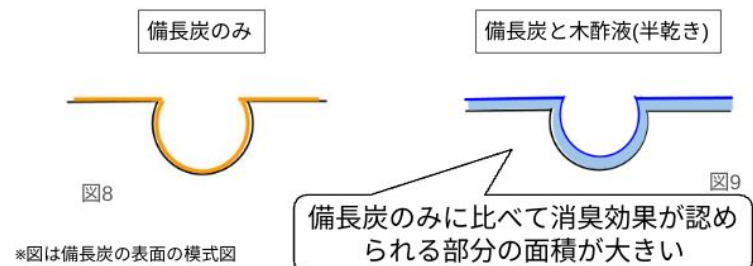 備長炭のみ
備長炭と木酢液(半乾き)
図8
図9
備長炭のみに比べて消臭効果が認め
られる部分の面積が大きい
※図は備長炭の表面の模式図